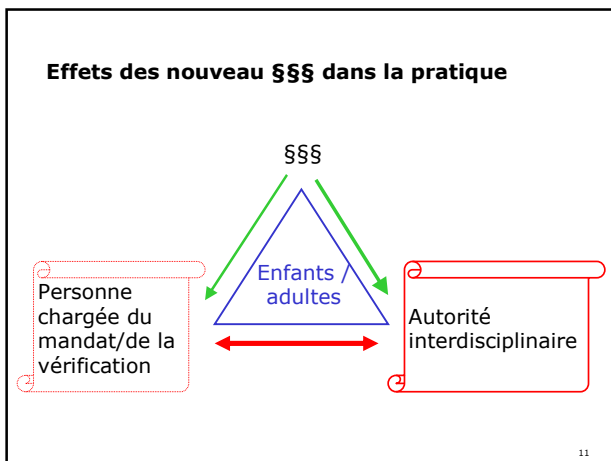 Effets des nouveau §§§ dans la pratique
§§§
Enfants /
adultes
Personne
chargée du
mandat/de la
vérification
Autorité
interdisciplinaire
11